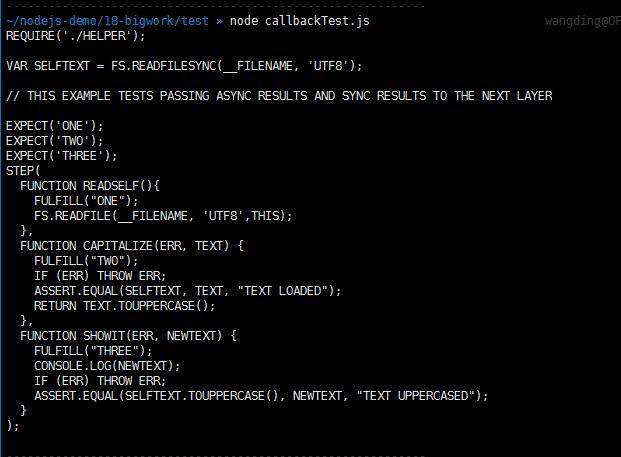 ------------------------------------------------------------
~/nodejs-demo/18-bigwork/test » node callbackTest.js wangding@OF
REQUIRE('./HELPER');

VAR SELFTEXT = FS.READFILESYNC(__FILENAME, 'UTF8');

// THIS EXAMPLE TESTS PASSING ASYNC RESULTS AND SYNC RESULTS TO THE NEXT LAYER

EXPECT('ONE');
EXPECT('TWO');
EXPECT('THREE');
STEP(
  FUNCTION READSELF(){
    FULFILL("ONE");
    FS.READFILE(__FILENAME, 'UTF8',THIS);
  },
  FUNCTION CAPITALIZE(ERR, TEXT) {
    FULFILL("TWO");
    IF (ERR) THROW ERR;
    ASSERT.EQUAL(SELFTEXT, TEXT, "TEXT LOADED");
    RETURN TEXT.TOUPPERCASE();
  },
  FUNCTION SHOWIT(ERR, NEWTEXT) {
    FULFILL("THREE");
    CONSOLE.LOG(NEWTEXT);
    IF (ERR) THROW ERR;
    ASSERT.EQUAL(SELFTEXT.TOUPPERCASE(), NEWTEXT, "TEXT UPPERCASED");
  }
);

------------------------------------------------------------